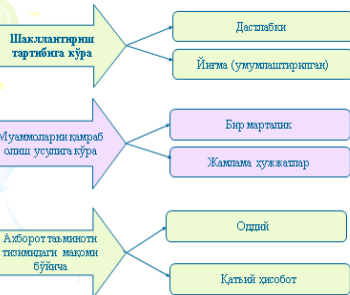 Шакллантириш
тартибига кўра
Дастлабки
Йиғма (умумлаштирилган)
Муаммоларни қамраб
олиш усулига кўра
Бир марталик
Жамлама ҳужжатлар
Ахборот таъминоти
тизимидаги мақоми
бўйича
Оддий
Қатъий ҳисобот